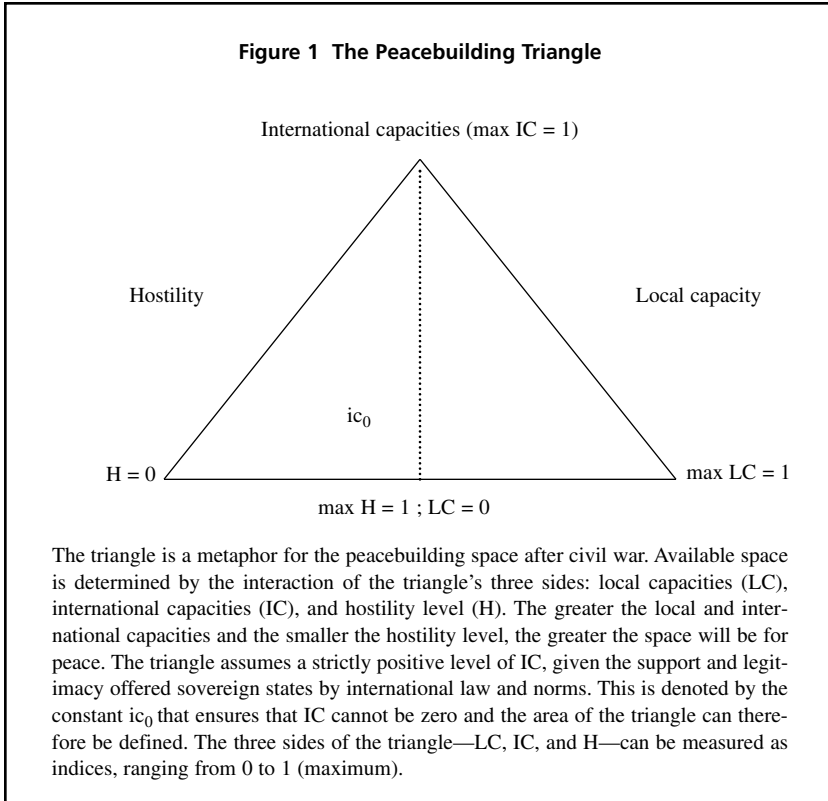 Figure 1 The Peacebuilding Triangle
International capacities (max IC = 1)
Hostility
Local capacity
ic₀
H = 0
max LC = 1
max H = 1 ; LC = 0
The triangle is a metaphor for the peacebuilding space after civil war. Available space
is determined by the interaction of the triangle's three sides: local capacities (LC),
international capacities (IC), and hostility level (H). The greater the local and inter-
national capacities and the smaller the hostility level, the greater the space will be for
peace. The triangle assumes a strictly positive level of IC, given the support and legit-
imacy offered sovereign states by international law and norms. This is denoted by the
constant ic₀ that ensures that IC cannot be zero and the area of the triangle can there-
fore be defined. The three sides of the triangle—LC, IC, and H—can be measured as
indices, ranging from 0 to 1 (maximum).